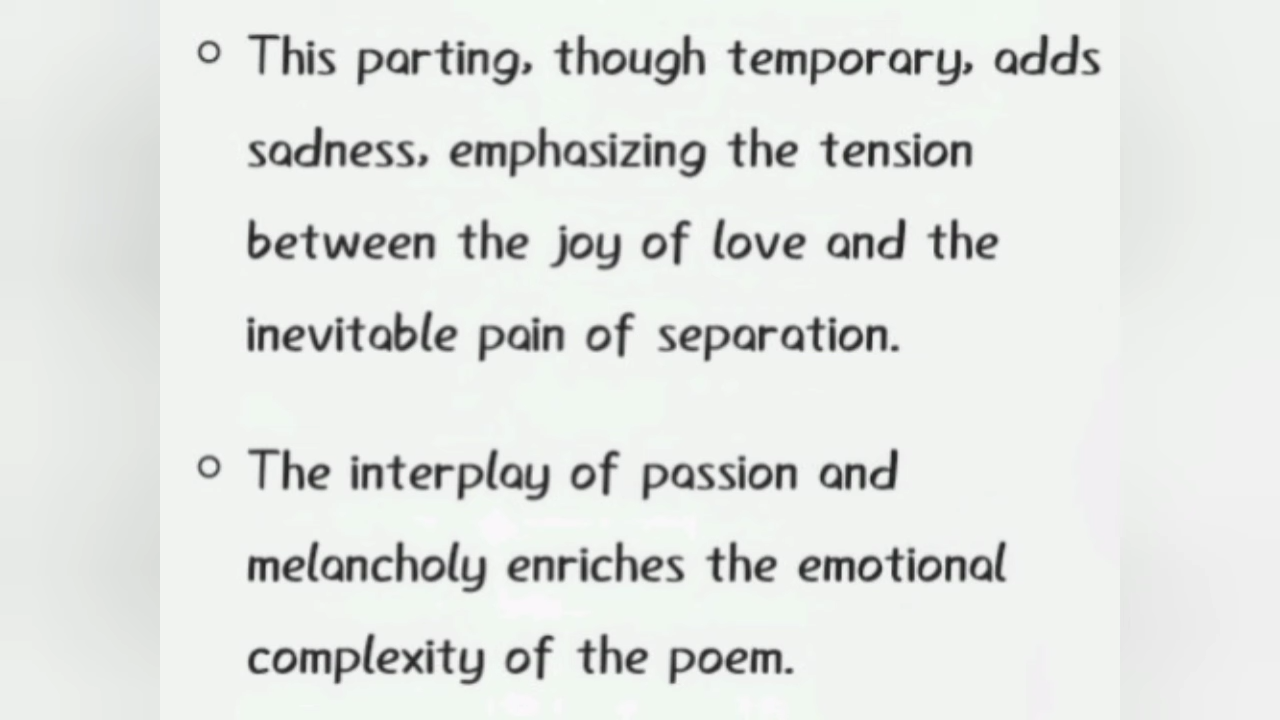 ○ This parting, though temporary, adds
sadness, emphasizing the tension
between the joy of love and the
inevitable pain of separation.
○ The interplay of passion and
melancholy enriches the emotional
complexity of the poem.